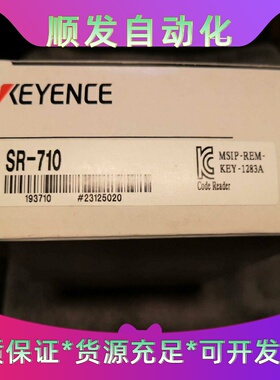 顺发自动化
KEYENCE
SR-710
MSIP-REM-
KEY-1283A
Code Reader
193710 #23125020
质保证*货源充足*可开发